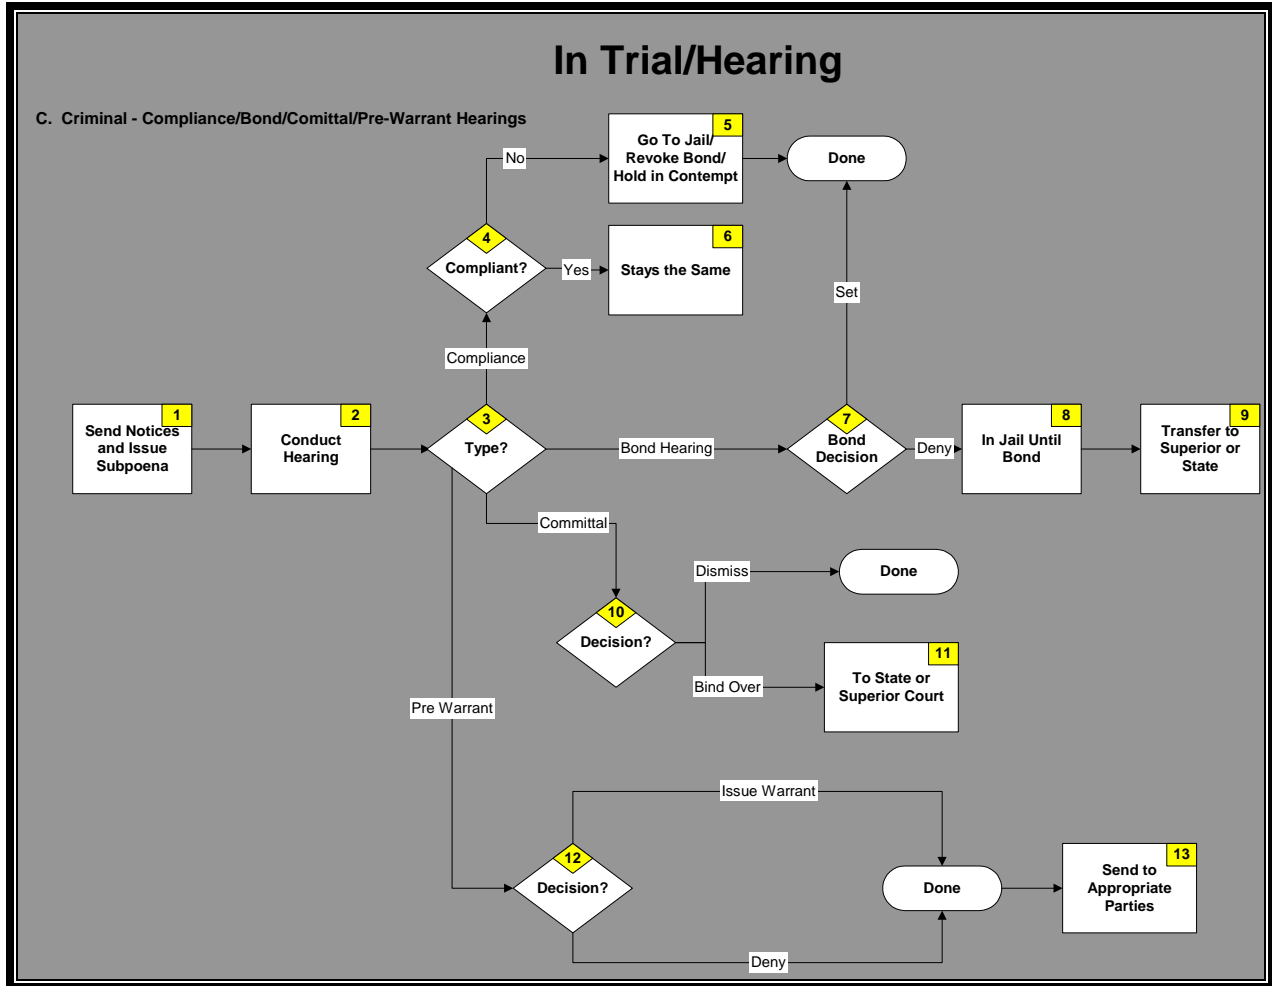 In Trial/Hearing
C. Criminal - Compliance/Bond/Comittal/Pre-Warrant Hearings
5
Go To Jail/
Revoke Bond/
Hold in Contempt
Done
No
4
Compliant?
Yes
6
Stays the Same
Set
Compliance
1
Send Notices
and Issue
Subpoena
2
Conduct
Hearing
3
Type?
Bond Hearing
7
Bond
Decision
Deny
8
In Jail Until
Bond
9
Transfer to
Superior or
State
Committal
10
Decision?
Dismiss
Done
Bind Over
11
To State or
Superior Court
Pre Warrant
Issue Warrant
12
Decision?
Done
13
Send to
Appropriate
Parties
Deny